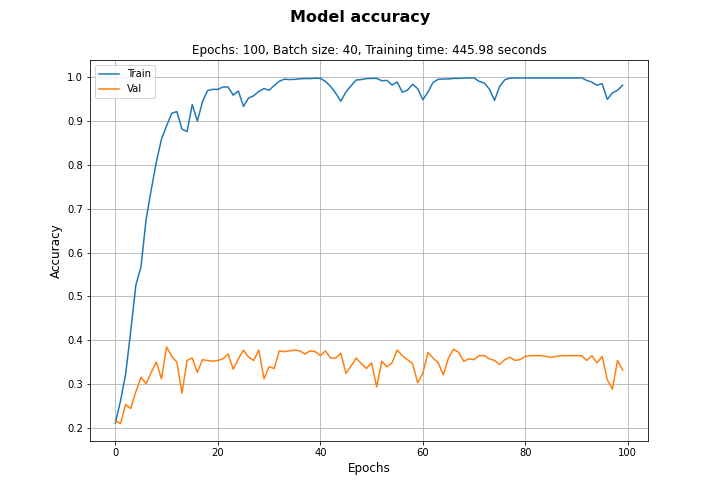 Model accuracy
Epochs: 100, Batch size: 40, Training time: 445.98 seconds
Train
Val
1.0
0.9
0.8
0.7
0.6
0.5
0.4
0.3
0.2
Accuracy
0
20
40
60
80
100
Epochs